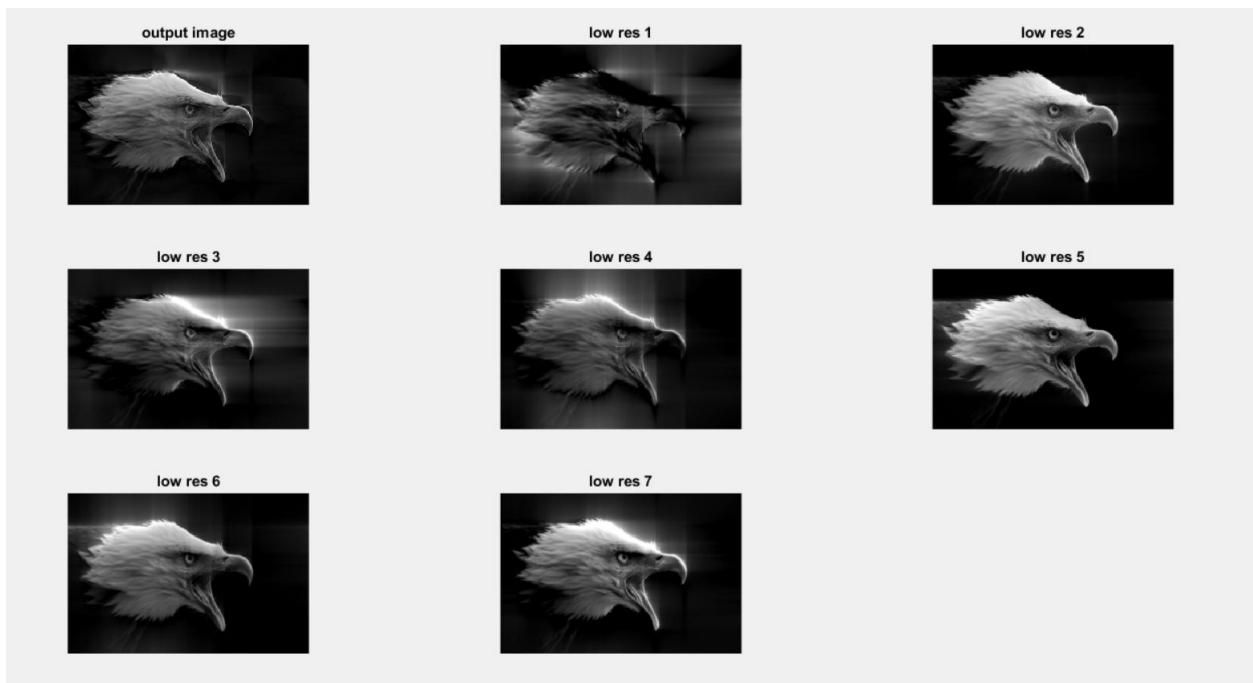 output image
low res 1
low res 2
low res 3
low res 4
low res 5
low res 6
low res 7